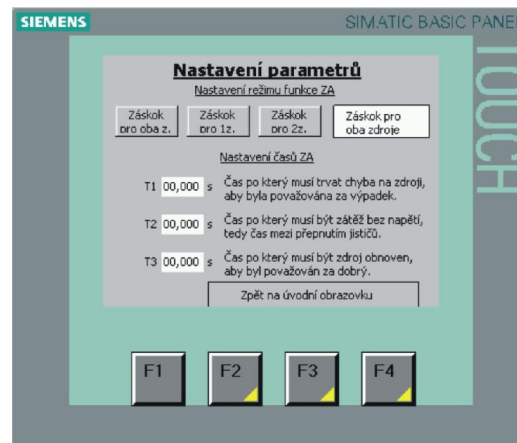 SIEMENS
SIMATIC BASIC PANE
TOUCH
Nastavení parametrů
Nastavení režimu funkce ZA
Záskok pro oba z.
Záskok pro 1z.
Záskok pro 2z.
Záskok pro
oba zdroje
Nastavení časů ZA
T1 00,000 s Čas po který musí trvat chyba na zdroji,
aby byla považována za výpadek.
T2 00,000 s Čas po který musí být zátěž bez napětí,
tedy čas mezi přepnutím jističů.
T3 00,000 s Čas po který musí být zdroj obnoven,
aby byl považován za dobrý.
Zpět na úvodní obrazovku
F1 F2 F3 F4